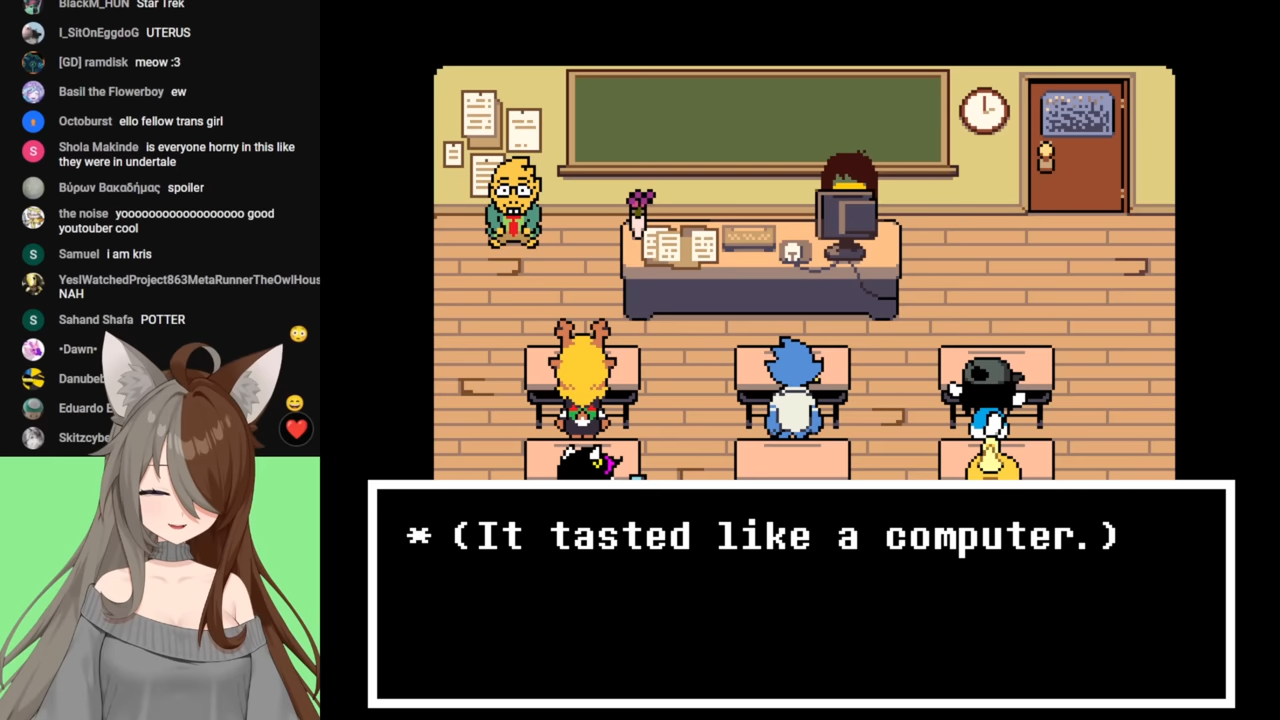 BlackM_HUN Star Trek
I_SitOnEggdoG UTERUS
[GD] ramdisk meow :3
Basil the Flowerboy ew
Octoburst ello fellow trans girl
Shola Makinde is everyone horny in this like
they were in undertale
Βύρων Βακαδήμας spoiler
the noise yooooooooooooooooooo good
youtuber cool
S
Samuel i am kris
YesIWatchedProject863MetaRunnerTheOwlHous
NAH
S
Sahand Shafa POTTER
•Dawn•
Danube
Eduardo
Skitzcybe
S
* (It tasted like a computer.)